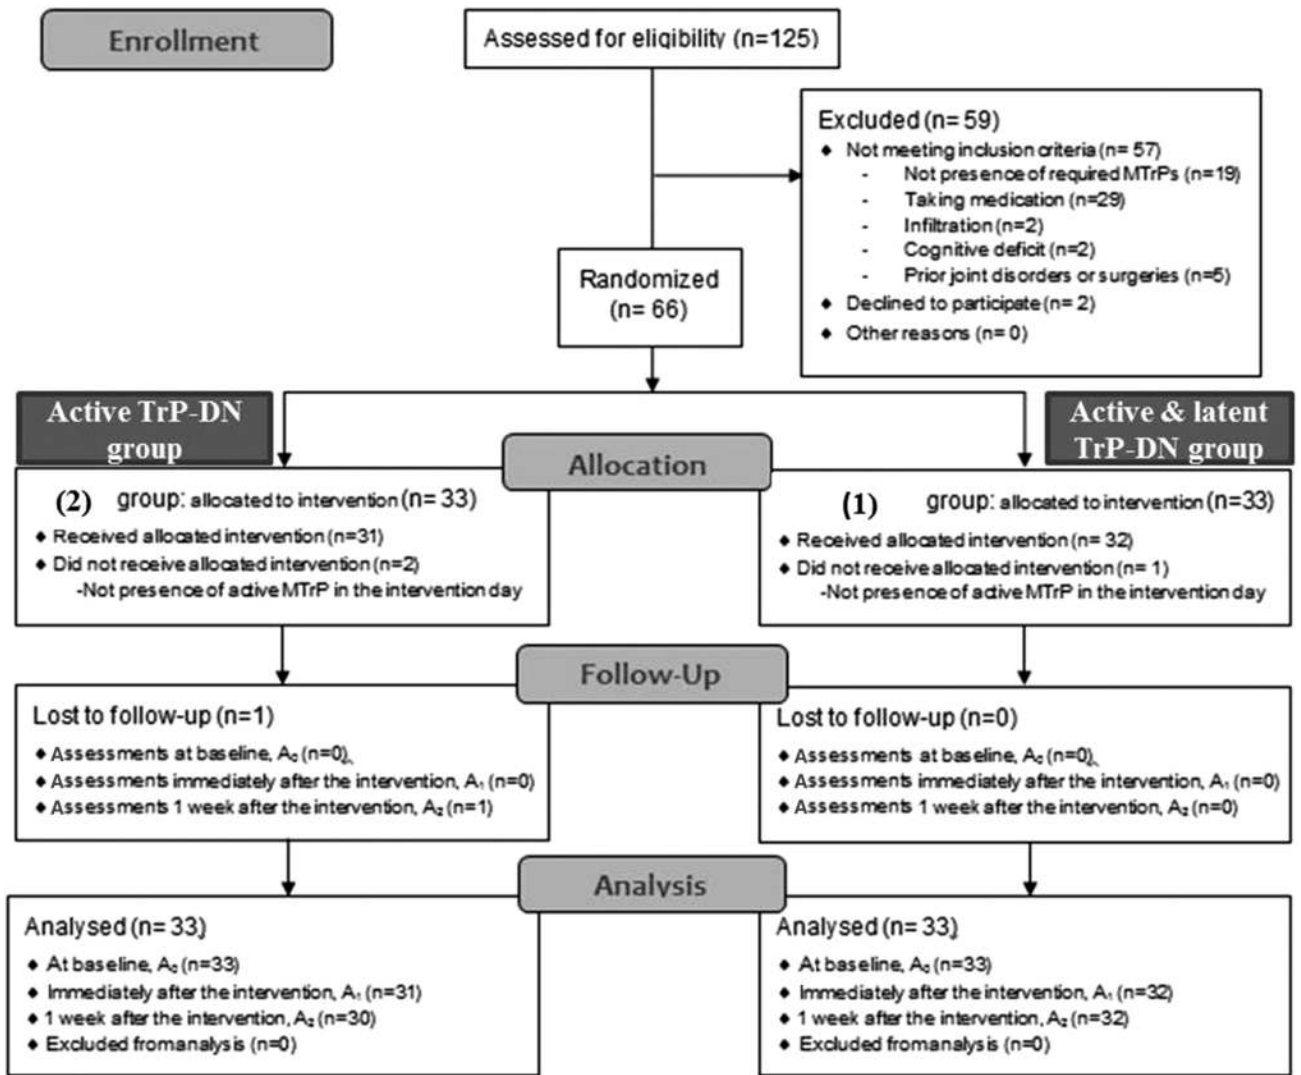 Enrollment
Assessed for eligibility (n=125)
Excluded (n= 59)
♦ Not meeting inclusion criteria (n= 57)
- Not presence of required MTrPs (n=19)
- Taking medication (n=29)
- Infiltration (n=2)
- Cognitive deficit (n=2)
- Prior joint disorders or surgeries (n=5)
♦ Declined to participate (n= 2)
♦ Other reasons (n= 0)
Randomized
(n= 66)
Active TrP-DN
group
Active & latent
TrP-DN group
Allocation
(2) group: allocated to intervention (n= 33)
♦ Received allocated intervention (n=31)
♦ Did not receive allocated intervention (n=2)
-Not presence of active MTrP in the intervention day
(1) group: allocated to intervention (n=33)
♦ Received allocated intervention (n= 32)
♦ Did not receive allocated intervention (n= 1)
-Not presence of active MTrP in the intervention day
Follow-Up
Lost to follow-up (n=1)
♦ Assessments at baseline, A₀ (n=0),
♦ Assessments immediately after the intervention, A₁ (n=0)
♦ Assessments 1 week after the intervention, A₂ (n=1)
Lost to follow-up (n=0)
♦ Assessments at baseline, A₀ (n=0),
♦ Assessments immediately after the intervention, A₁ (n=0)
♦ Assessments 1 week after the intervention, A₂ (n=0)
Analysis
Analysed (n= 33)
♦ At baseline, A₀ (n=33)
♦ Immediately after the intervention, A₁ (n=31)
♦ 1 week after the intervention, A₂ (n=30)
♦ Excluded fromanalysis (n=0)
Analysed (n= 33)
♦ At baseline, A₀ (n=33)
♦ Immediately after the intervention, A₁ (n=32)
♦ 1 week after the intervention, A₂ (n=32)
♦ Excluded fromanalysis (n=0)